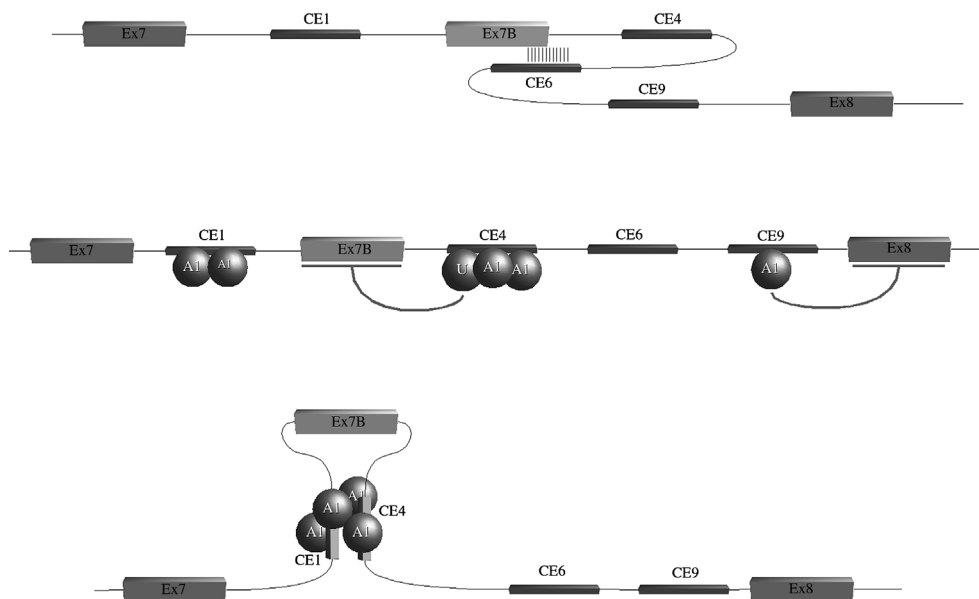 CE1 CE4
Ex7 Ex7B
CE6 CE9
Ex8
CE1 CE4 CE6 CE9
Ex7 Ex7B Ex8
A1 A1 U A1 A1 A1
Ex7B
A1
A1 CE4
A1 A1
CE1
CE6 CE9
Ex7 Ex8